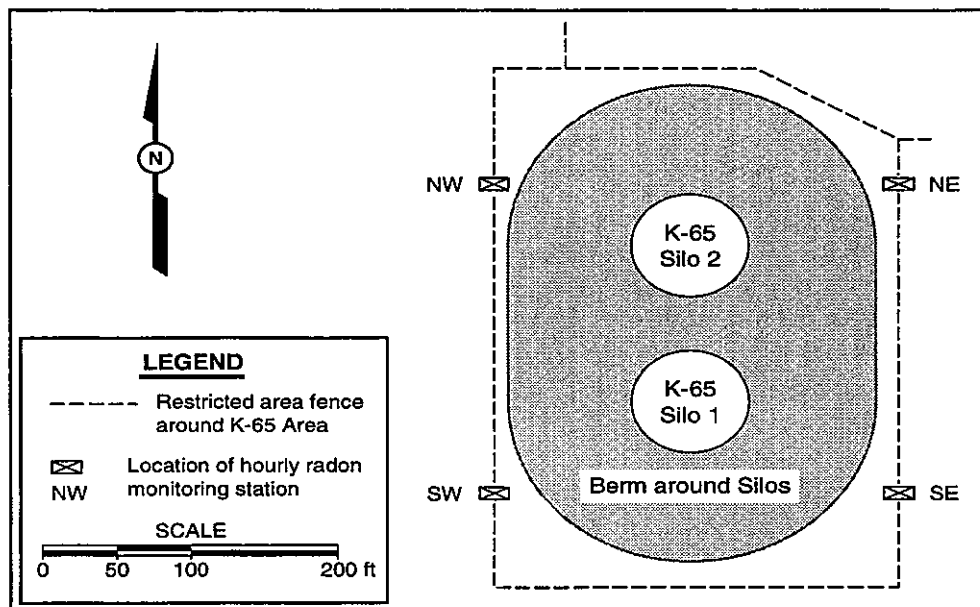 N
NW
NE
K-65
Silo 2
K-65
Silo 1
SW
Berm around Silos
SE
LEGEND
Restricted area fence
around K-65 Area
Location of hourly radon
NW monitoring station
SCALE
0 50 100 200 ft